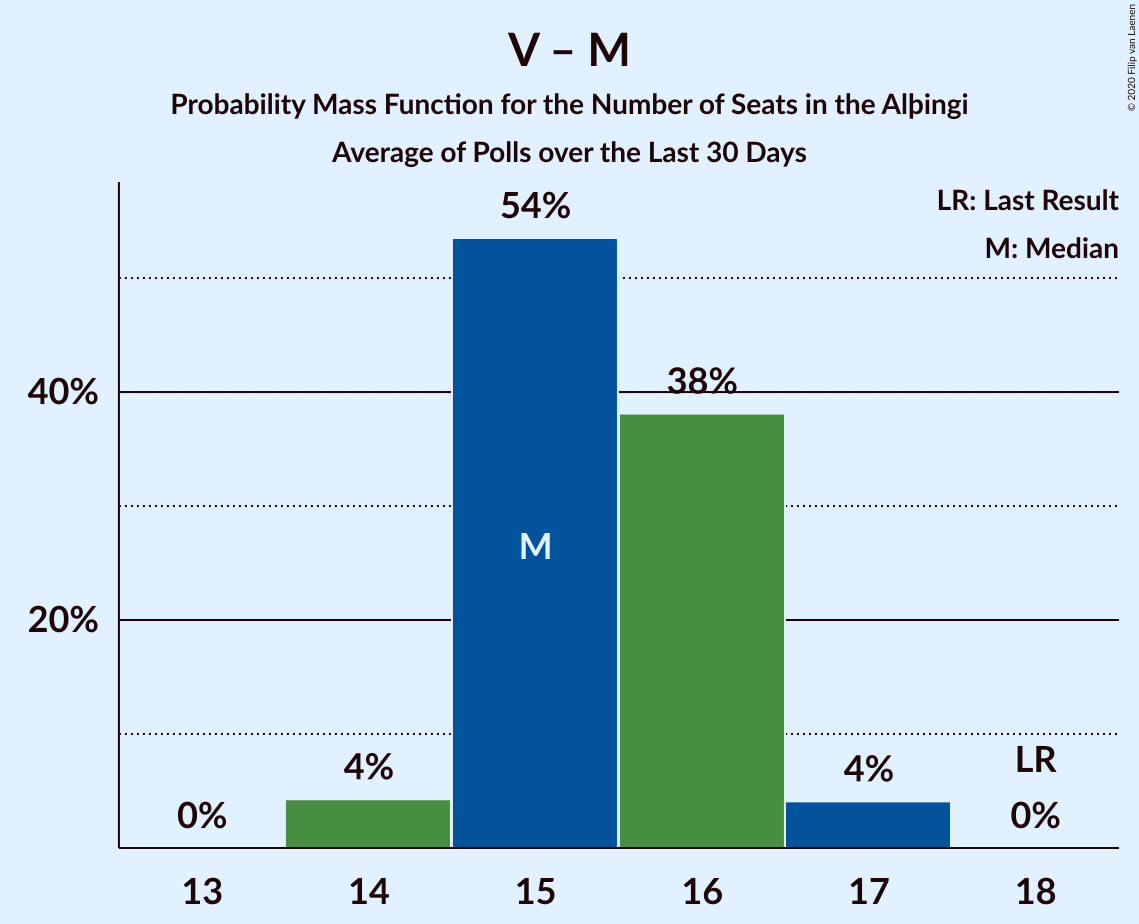 V – M
Probability Mass Function for the Number of Seats in the Alþingi
Average of Polls over the Last 30 Days
© 2020 Filip van Laenen
LR: Last Result
M: Median
54%
38%
40%
M
20%
4%
4%
LR
0%
0%
13 14 15 16 17 18